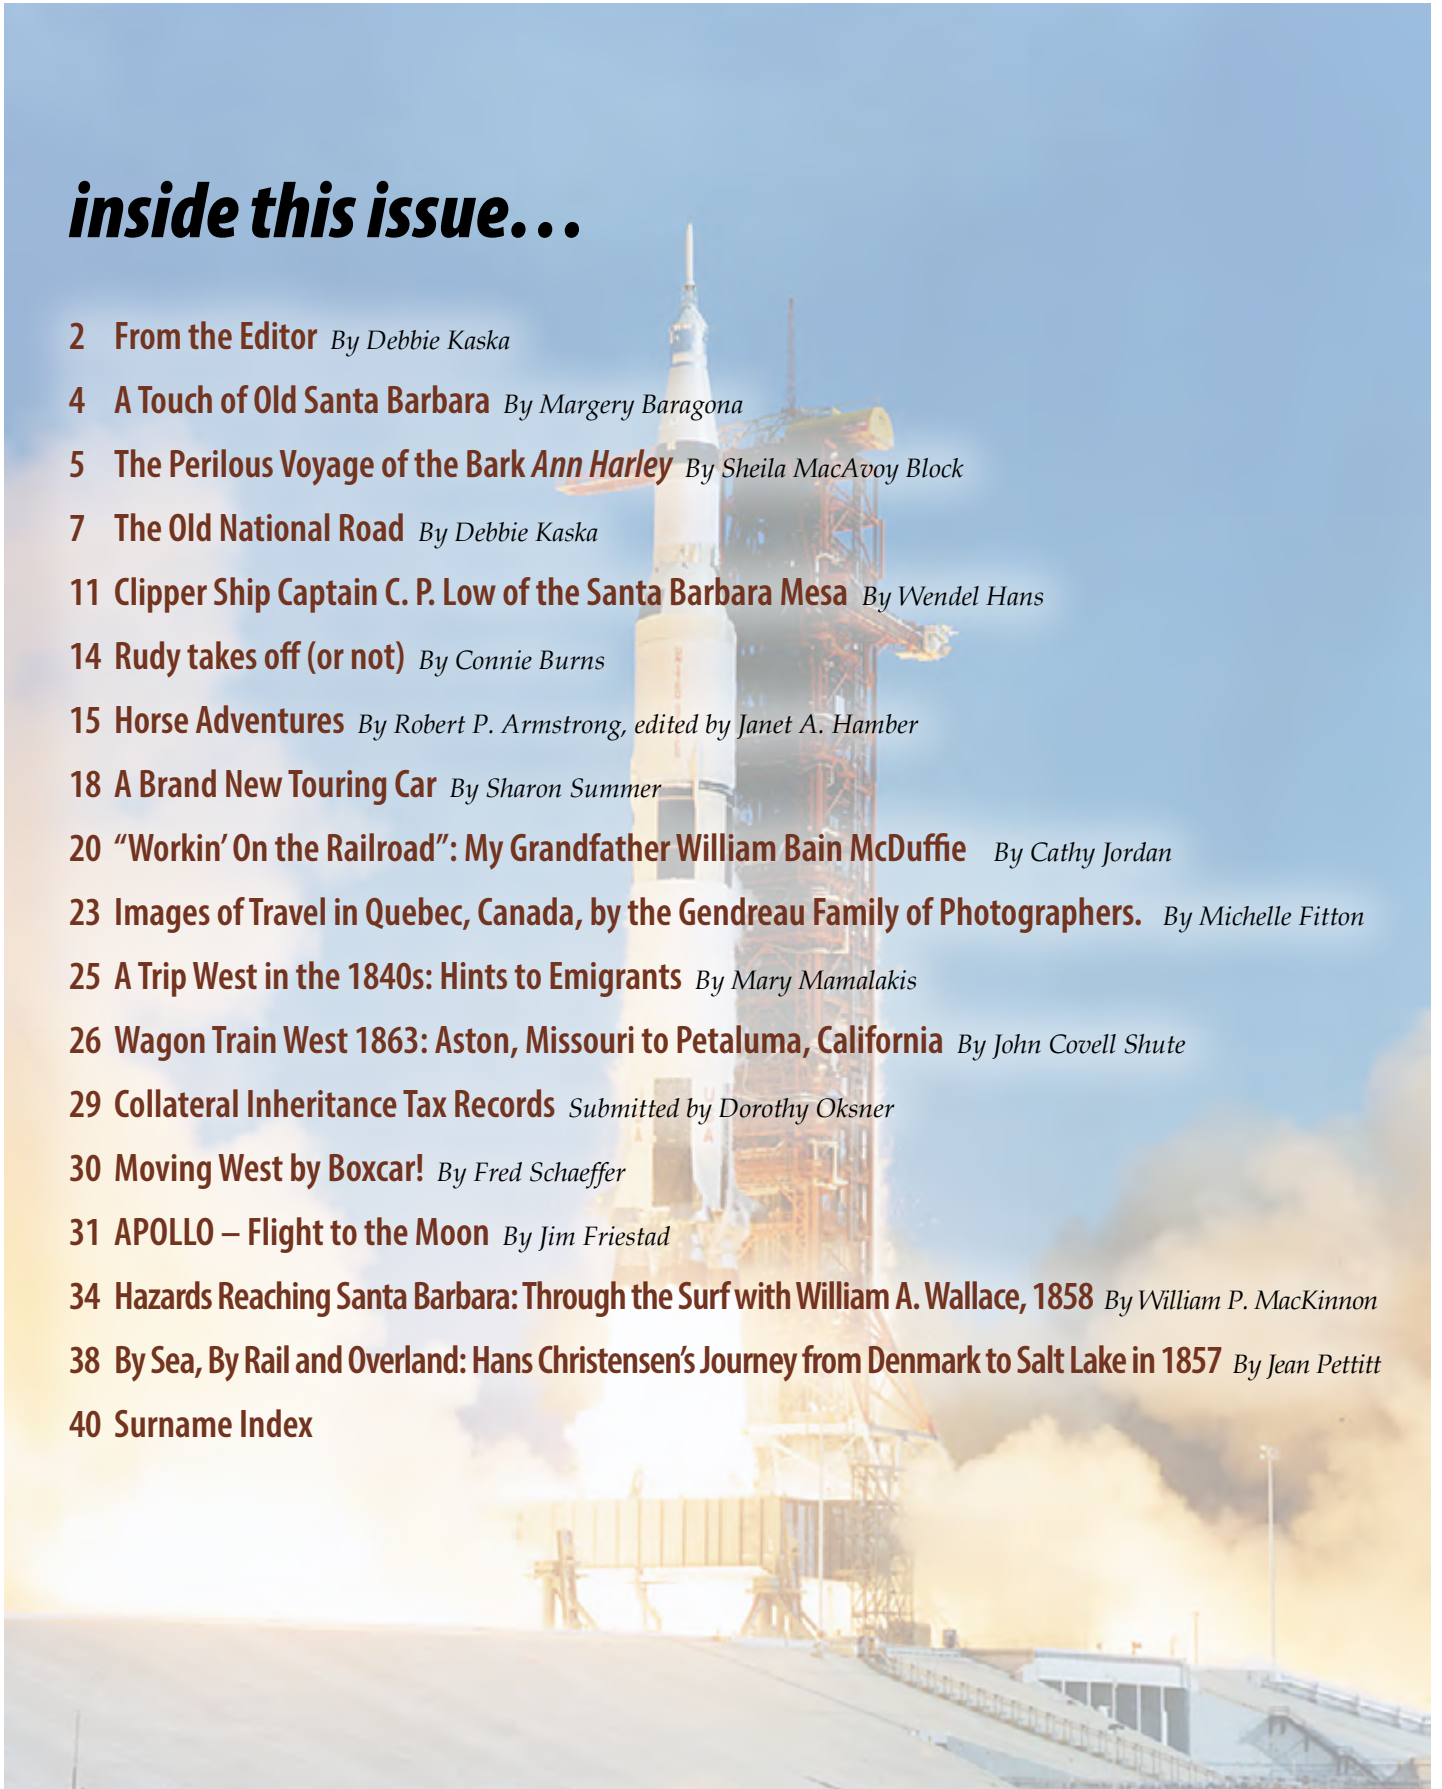 inside this issue…
2 From the Editor By Debbie Kaska
4 A Touch of Old Santa Barbara By Margery Baragona
5 The Perilous Voyage of the Bark Ann Harley By Sheila MacAvoy Block
7 The Old National Road By Debbie Kaska
11 Clipper Ship Captain C. P. Low of the Santa Barbara Mesa By Wendel Hans
14 Rudy takes off (or not) By Connie Burns
15 Horse Adventures By Robert P. Armstrong, edited by Janet A. Hamber
18 A Brand New Touring Car By Sharon Summer
20 “Workin’ On the Railroad”: My Grandfather William Bain McDuffie By Cathy Jordan
23 Images of Travel in Quebec, Canada, by the Gendreau Family of Photographers. By Michelle Fitton
25 A Trip West in the 1840s: Hints to Emigrants By Mary Mamalakis
26 Wagon Train West 1863: Aston, Missouri to Petaluma, California By John Covell Shute
29 Collateral Inheritance Tax Records Submitted by Dorothy Oksner
30 Moving West by Boxcar! By Fred Schaeffer
31 APOLLO – Flight to the Moon By Jim Friestad
34 Hazards Reaching Santa Barbara: Through the Surf with William A. Wallace, 1858 By William P. MacKinnon
38 By Sea, By Rail and Overland: Hans Christensen’s Journey from Denmark to Salt Lake in 1857 By Jean Pettitt
40 Surname Index